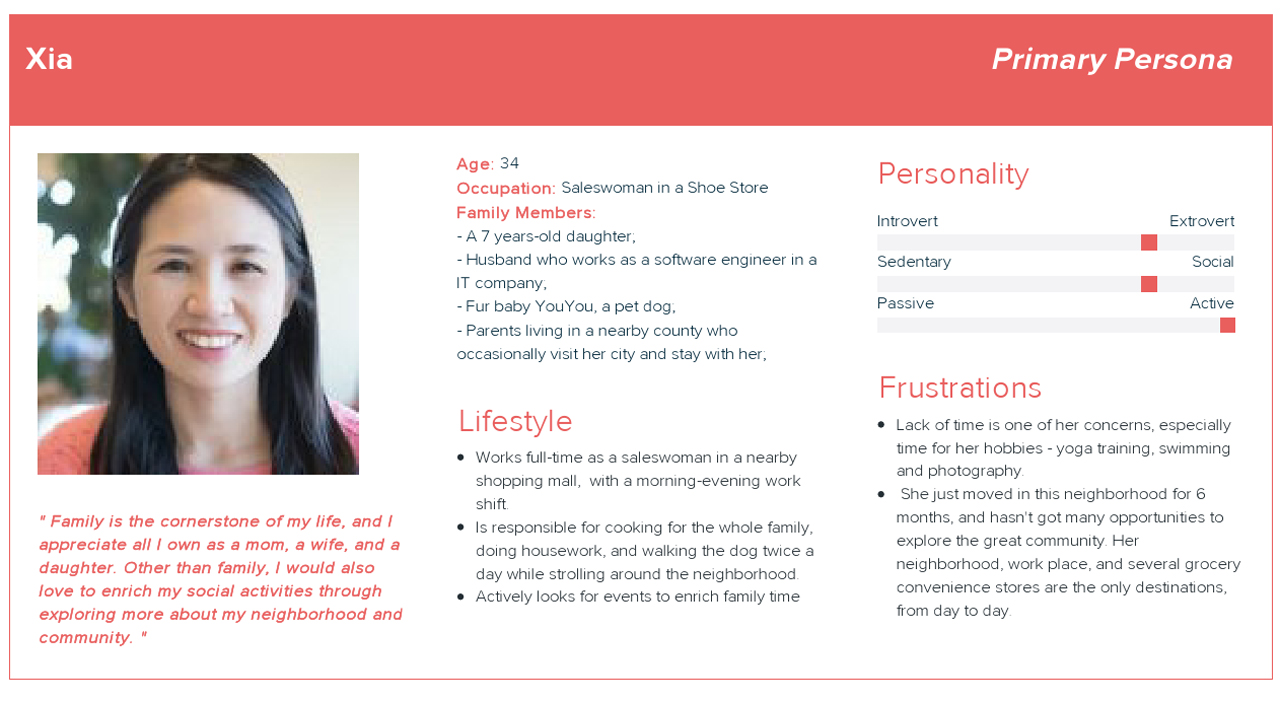 Xia
Primary Persona
Age: 34
Occupation: Saleswoman in a Shoe Store
Family Members:
- A 7 years-old daughter;
- Husband who works as a software engineer in a
IT company,
- Fur baby YouYou, a pet dog;
- Parents living in a nearby county who
occasionally visit her city and stay with her;
Lifestyle
• Works full-time as a saleswoman in a nearby
shopping mall, with a morning-evening work
shift.
• Is responsible for cooking for the whole family,
doing housework, and walking the dog twice a
day while strolling around the neighborhood.
• Actively looks for events to enrich family time
" Family is the cornerstone of my life, and I
appreciate all I own as a mom, a wife, and a
daughter. Other than family, I would also
love to enrich my social activities through
exploring more about my neighborhood and
community. "
Personality
Introvert Extrovert
Sedentary Social
Passive Active
Frustrations
• Lack of time is one of her concerns, especially
time for her hobbies - yoga training, swimming
and photography.
• She just moved in this neighborhood for 6
months, and hasn't got many opportunities to
explore the great community. Her
neighborhood, work place, and several grocery
convenience stores are the only destinations,
from day to day.